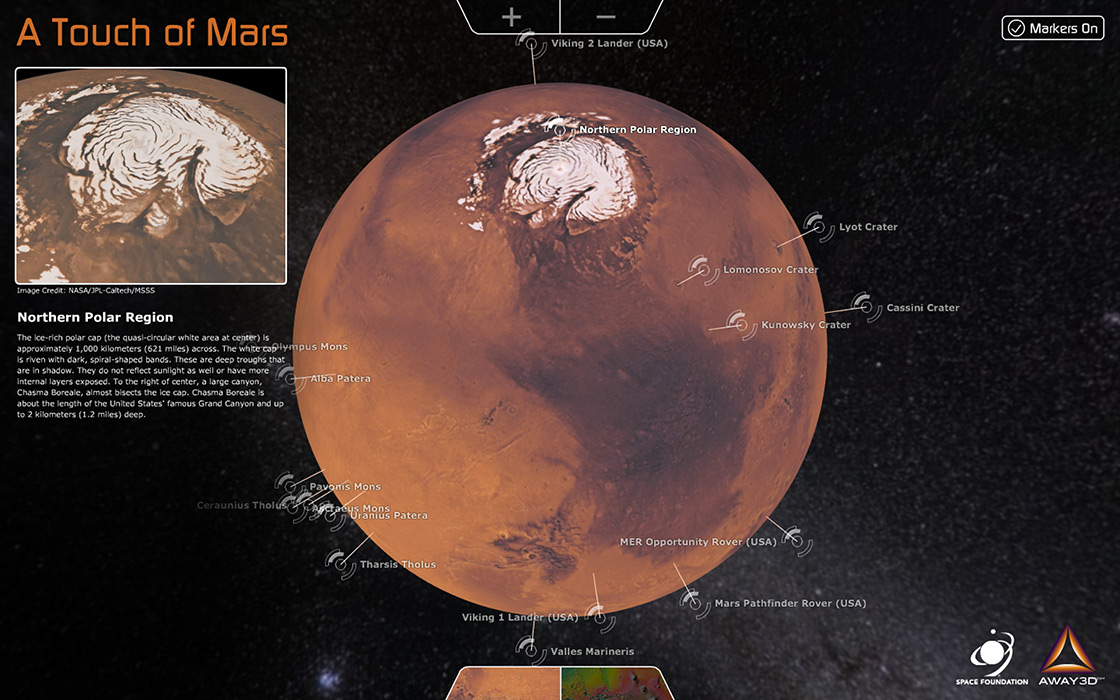 A Touch of Mars
+
−
Markers On
Viking 2 Lander (USA)
Northern Polar Region
Lyot Crater
Lomonosov Crater
Cassini Crater
Kunowsky Crater
Image Credit: NASA/JPL-Caltech/MSSS
Northern Polar Region
The ice-rich polar cap (the quasi-circular white area at center) is
approximately 1,000 kilometers (621 miles) across. The white cap
is riven with dark, spiral-shaped bands. These are deep troughs that
are in shadow. They do not reflect sunlight as well or have more
internal layers exposed. To the right of center, a large canyon,
Chasma Boreale, almost bisects the ice cap. Chasma Boreale is
about the length of the United States' famous Grand Canyon and up
to 2 kilometers (1.2 miles) deep.
Olympus Mons
Alba Patera
Pavonis Mons
Ceraunius Tholus
Ascraeus Mons
Uranius Patera
Tharsis Tholus
MER Opportunity Rover (USA)
Mars Pathfinder Rover (USA)
Viking 1 Lander (USA)
Valles Marineris
SPACE FOUNDATION
AWAY3D